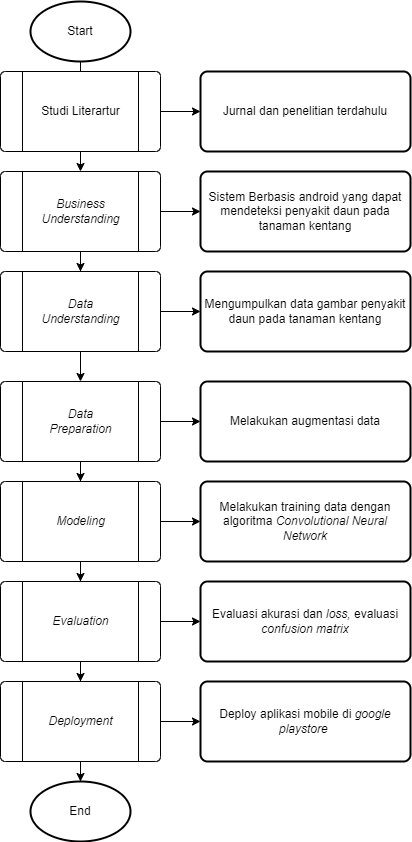 Start
Studi Literartur
Jurnal dan penelitian terdahulu
Business
Understanding
Sistem Berbasis android yang dapat
mendeteksi penyakit daun pada
tanaman kentang
Data
Understanding
Mengumpulkan data gambar penyakit
daun pada tanaman kentang
Data
Preparation
Melakukan augmentasi data
Modeling
Melakukan training data dengan
algoritma Convolutional Neural
Network
Evaluation
Evaluasi akurasi dan loss, evaluasi
confusion matrix
Deployment
Deploy aplikasi mobile di google
playstore
End